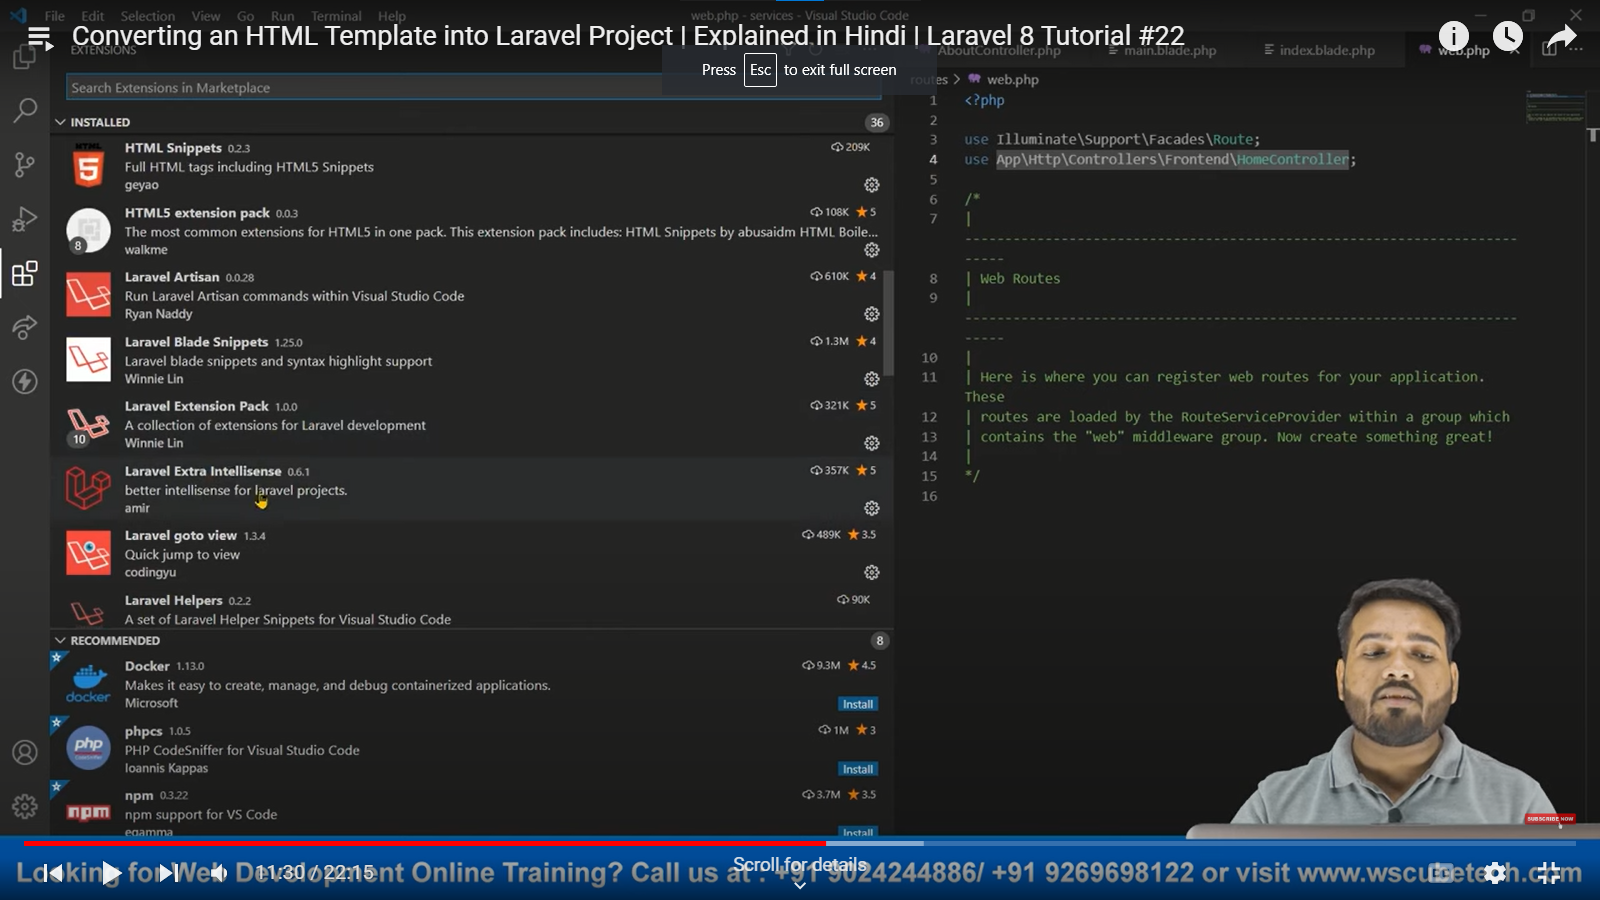 File Edit Selection View Go Run Terminal Help
web.php - services - Visual Studio Code
Converting an HTML Template into Laravel Project | Explained in Hindi | Laravel 8 Tutorial #22
Press Esc to exit full screen
EXTENSIONS
Search Extensions in Marketplace
INSTALLED 36
HTML Snippets 0.2.3 209K
Full HTML tags including HTML5 Snippets
geyao
HTML5 extension pack 0.0.3 108K 5
The most common extensions for HTML5 in one pack. This extension pack includes: HTML Snippets by abusaidm HTML Boile...
8
walkme
Laravel Artisan 0.0.28 610K 4
Run Laravel Artisan commands within Visual Studio Code
Ryan Naddy
Laravel Blade Snippets 1.25.0 1.3M 4
Laravel blade snippets and syntax highlight support
Winnie Lin
Laravel Extension Pack 1.0.0 321K 5
A collection of extensions for Laravel development
10
Winnie Lin
Laravel Extra Intellisense 0.6.1 357K 5
better intellisense for laravel projects.
amir
Laravel goto view 1.3.4 489K 3.5
Quick jump to view
codingyu
Laravel Helpers 0.2.2 90K
A set of Laravel Helper Snippets for Visual Studio Code
RECOMMENDED 8
Docker 1.13.0 9.3M 4.5
Makes it easy to create, manage, and debug containerized applications.
docker
Microsoft Install
phpcs 1.0.5 1M 3
php
PHP CodeSniffer for Visual Studio Code
Ioannis Kappas Install
npm 0.3.22 3.7M 3.5
npm
npm support for VS Code
egamma Install
AboutController.php main.blade.php index.blade.php web.php
routes > web.php
1 <?php
2
3 use Illuminate\Support\Facades\Route;
4 use App\Http\Controllers\Frontend\HomeController;
5
6 /*
7 |
--------------------------------------------------------------------------
-----
8 | Web Routes
9 |
--------------------------------------------------------------------------
-----
10 |
11 | Here is where you can register web routes for your application.
These
12 | routes are loaded by the RouteServiceProvider within a group which
13 | contains the "web" middleware group. Now create something great!
14 |
15 */
16
SUBSCRIBE NOW
Scroll for details
11:30 / 22:15
Looking for Web Development Online Training? Call us at : +91 9024244886/ +91 9269698122 or visit www.wscubetech.com